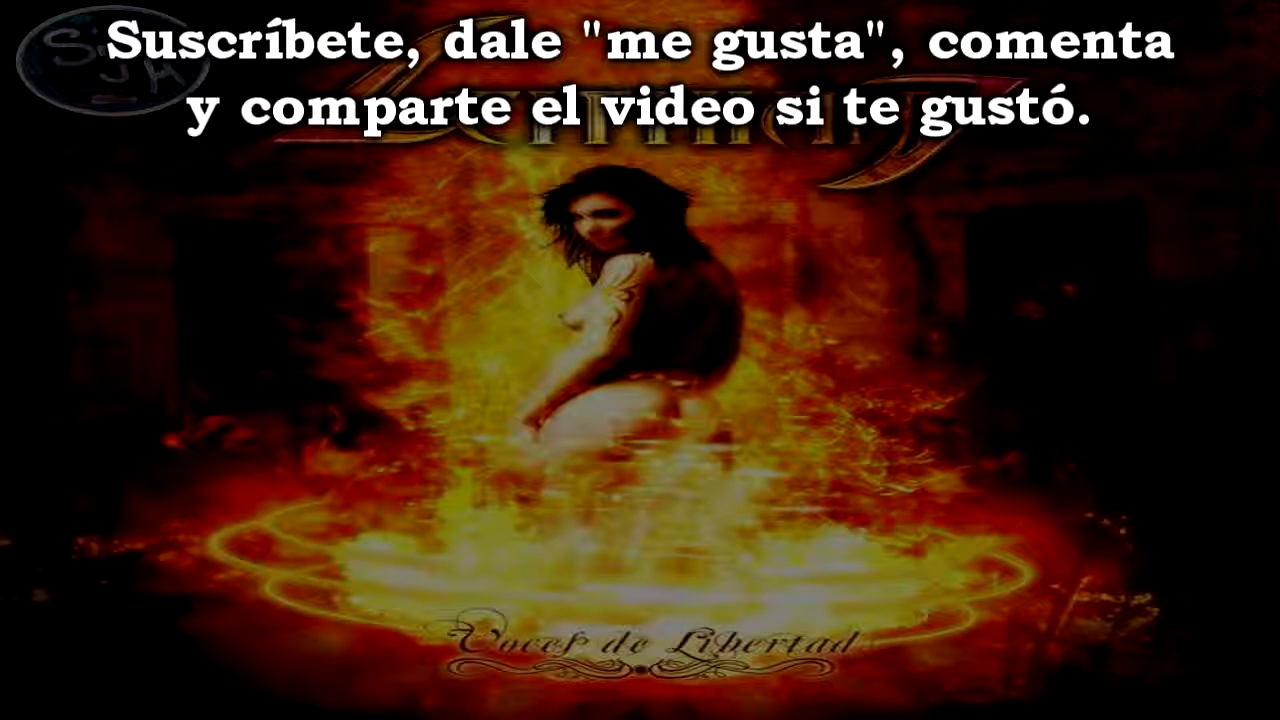 Suscríbete, dale "me gusta", comenta
y comparte el video si te gustó.
Voces de Libertad